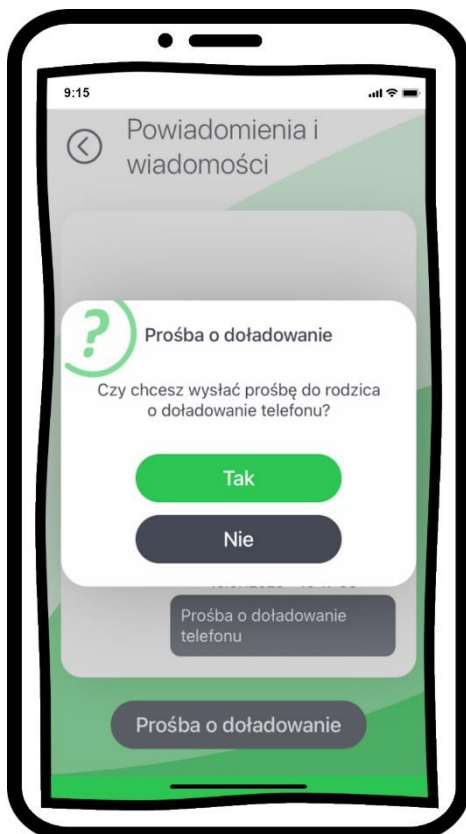 9:15
Powiadomienia i
wiadomości
?
Prośba o doładowanie
Czy chcesz wysłać prośbę do rodzica
o doładowanie telefonu?
Tak
Nie
Prośba o doładowanie
telefonu
Prośba o doładowanie